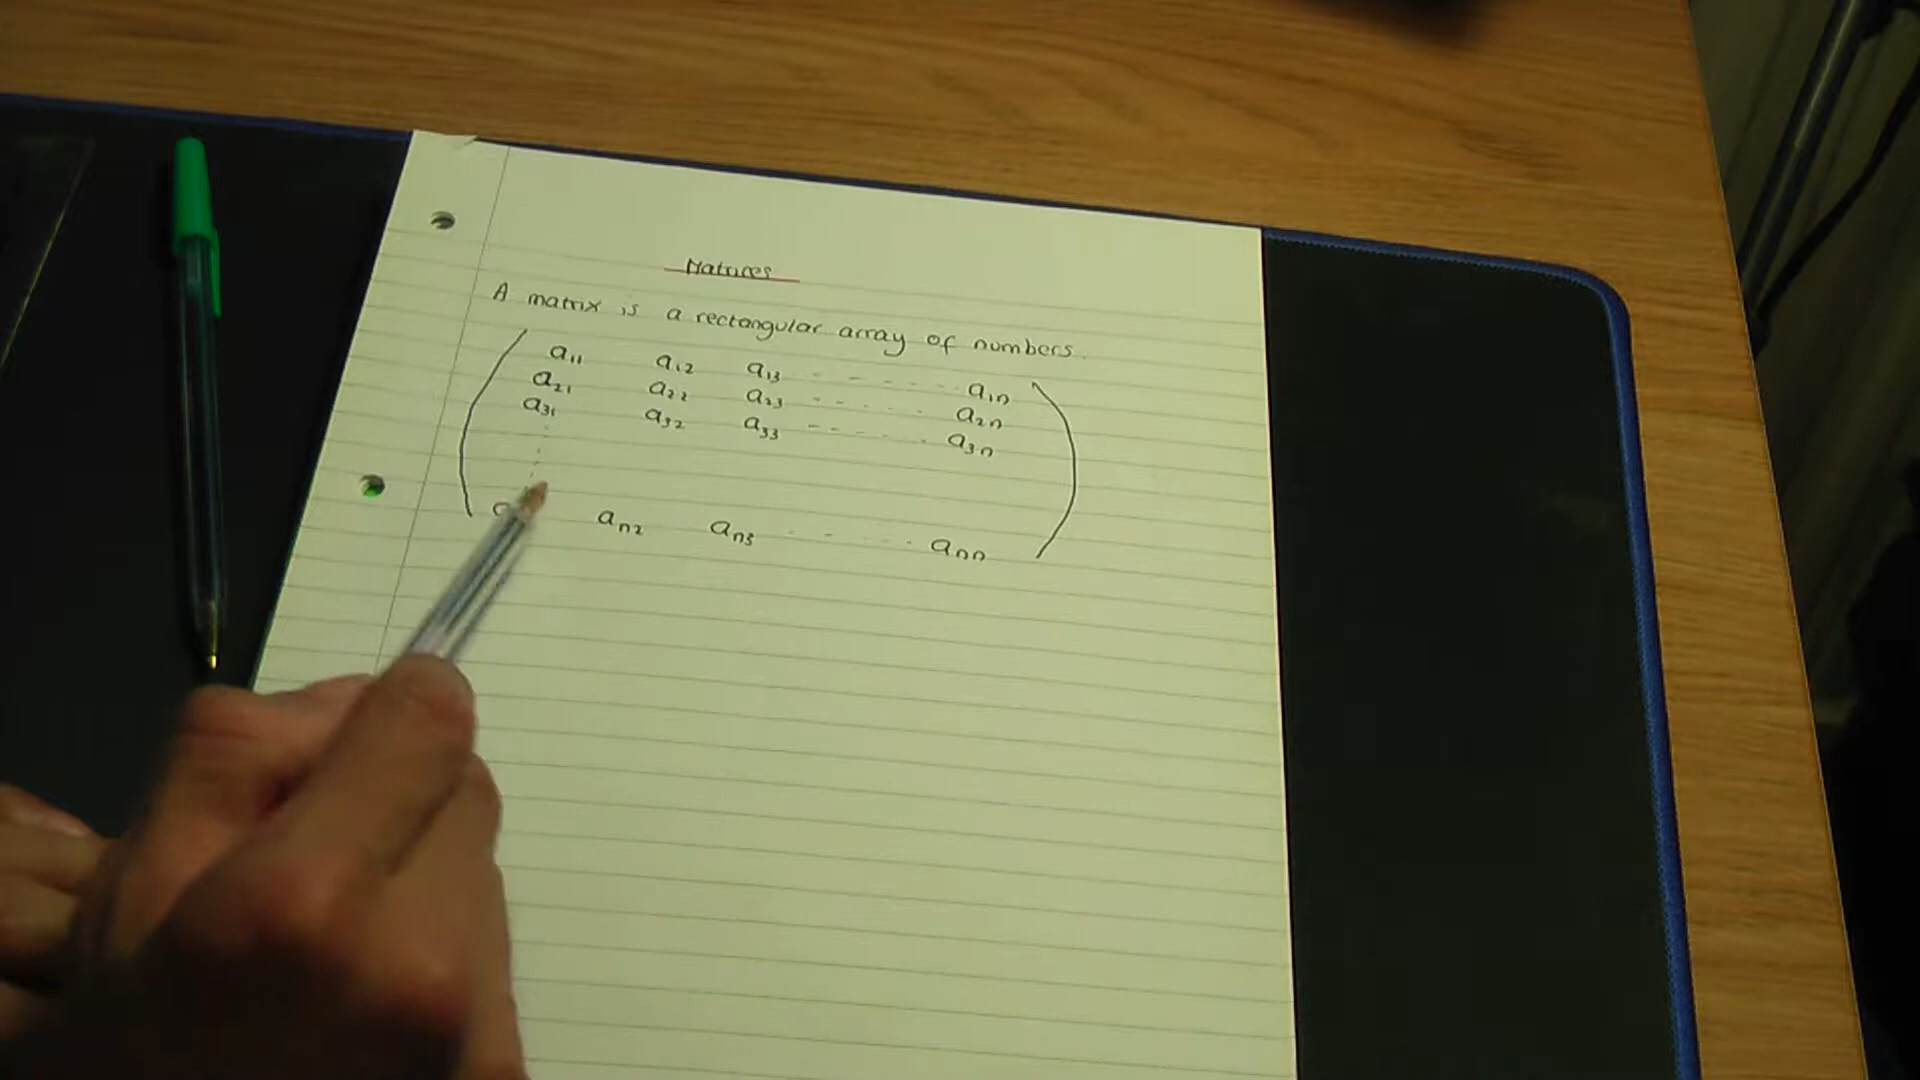 Matrices
A matrix is a rectangular array of numbers.
a11 a12 a13 - - - - - - a1n
a21 a22 a23 - - - - - - a2n
a31 a32 a33 - - - - - - a3n
an2 an3 - - - - - ann